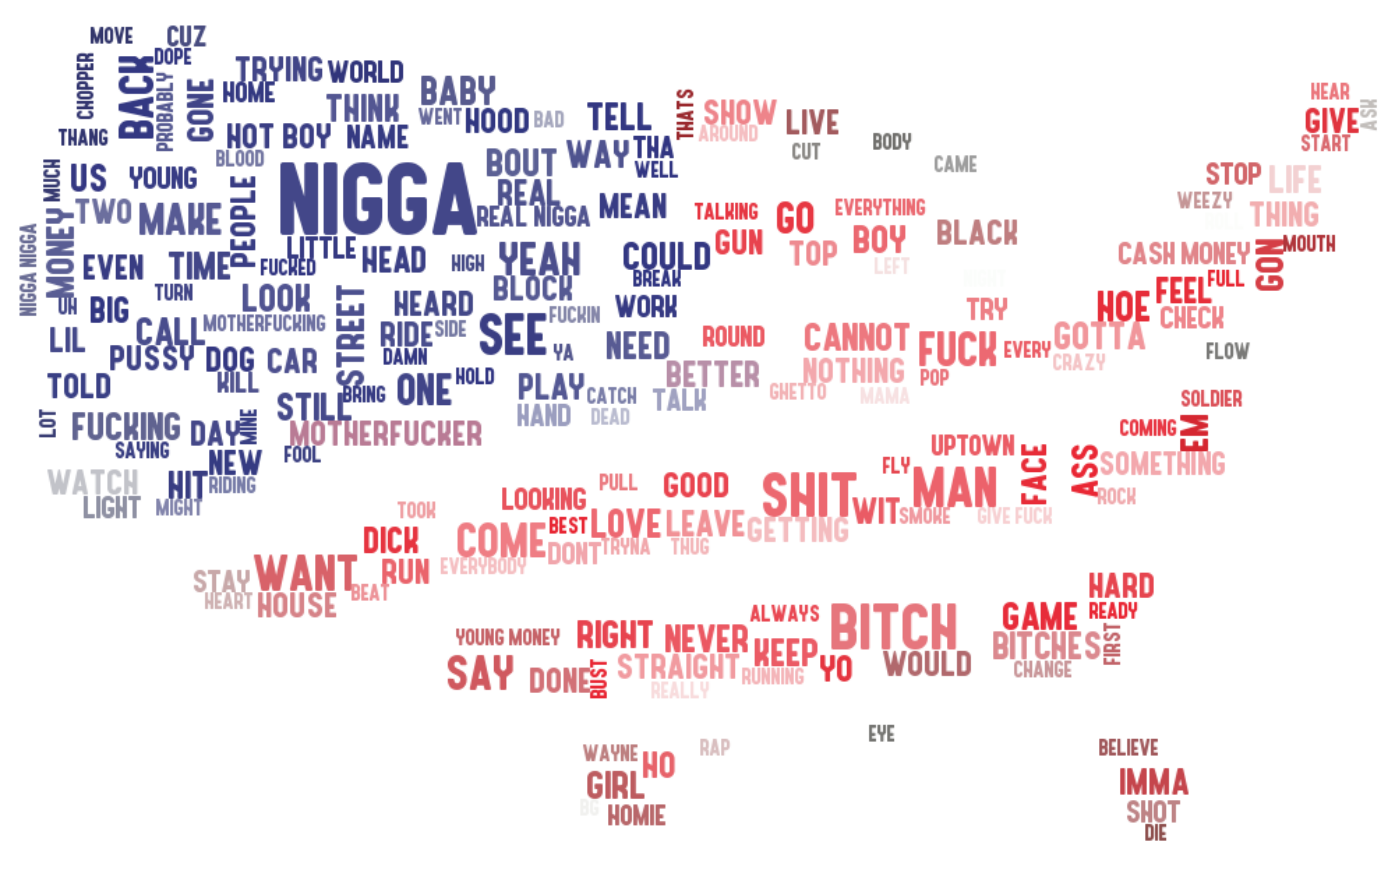 MOVE
CUZ
CHOPPER
BACK
DOPE
PROBABLY
GONE
TRYING
WORLD
HOME
THINK
BABY
WENT
HOOD
BAD
TELL
THATS
SHOW
AROUND
LIVE
CUT
BODY
CAME
HEAR
GIVE
ASK
START
THANG
HOT
BOY
NAME
BLOOD
BOUT
WAY
THA
WELL
MUCH
US
YOUNG
PEOPLE
NIGGA
REAL
REAL NIGGA
MEAN
TALKING
GO
EVERYTHING
STOP
LIFE
WEEZY
THING
TWO
MAKE
NIGGA NIGGA
MONEY
LITTLE
FUCKED
HEAD
HIGH
YEAH
BLOCK
COULD
BREAK
GUN
TOP
BOY
LEFT
BLACK
CASH MONEY
GON
MOUTH
EVEN
TIME
TURN
LOOK
MOTHERFUCKING
HEARD
FUCKIN
WORK
TRY
HOE
FEEL
FULL
CHECK
UH
BIG
LIL
CALL
STREET
RIDE
SIDE
SEE
YA
NEED
ROUND
CANNOT
FUCK
EVERY
GOTTA
CRAZY
FLOW
PUSSY
DOG
CAR
DAMN
KILL
TOLD
BRING
ONE
HOLD
PLAY
CATCH
BETTER
TALK
NOTHING
GHETTO
MAMA
POP
SOLDIER
LOT
FUCKING
SAYING
DAY
MINE
STILL
MOTHERFUCKER
HAND
DEAD
COMING
EM
NEW
FOOL
UPTOWN
FLY
FACE
ASS
SOMETHING
ROCK
WATCH
LIGHT
HIT
RIDING
MIGHT
TOOK
LOOKING
PULL
GOOD
SHIT
WIT
MAN
SMOKE
GIVE FUCK
DICK
COME
BEST
LOVE
LEAVE
GETTING
DONT
TRYNA
THUG
EVERYBODY
STAY
WANT
RUN
BEAT
HEART
HOUSE
HARD
READY
YOUNG MONEY
RIGHT
NEVER
ALWAYS
KEEP
BITCH
GAME
BITCHES
FIRST
CHANGE
SAY
DONE
BUST
STRAIGHT
REALLY
RUNNING
YO
WOULD
WAYNE
HO
RAP
EYE
BELIEVE
GIRL
BG
HOMIE
IMMA
SHOT
DIE